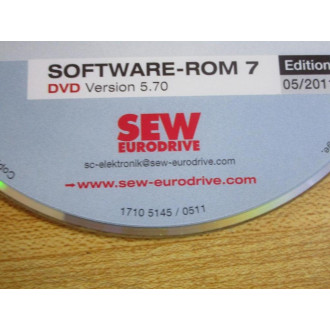 SOFTWARE-ROM 7
Edition
DVD Version 5.70
05/2011
SEW
EURODRIVE
sc-elektronik@sew-eurodrive.com
→www.sew-eurodrive.com
1710 5145 / 0511